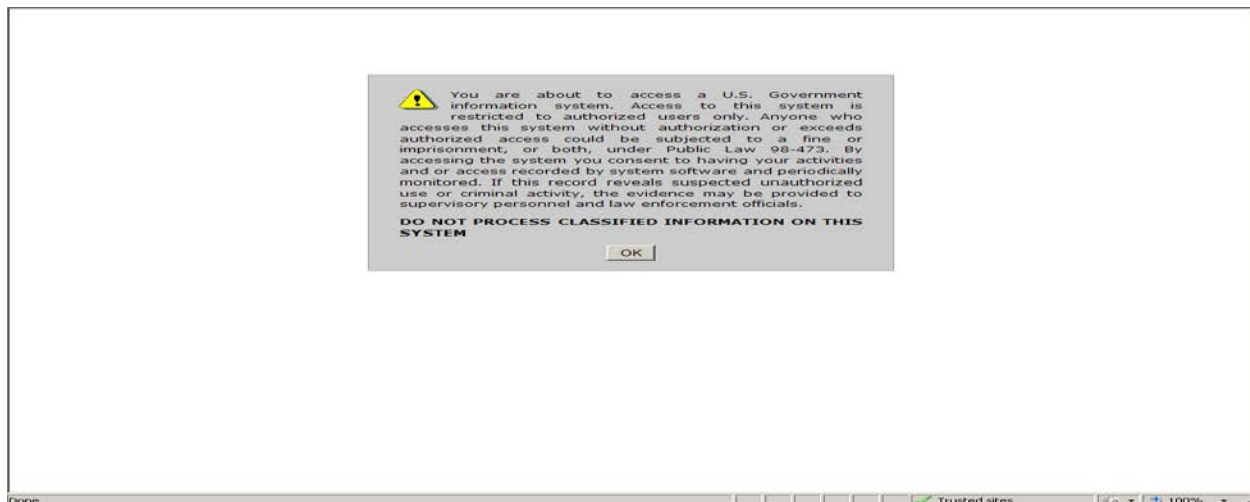 You are about to access a U.S. Government
information system. Access to this system is
restricted to authorized users only. Anyone who
accesses this system without authorization or exceeds
authorized access could be subjected to a fine or
imprisonment, or both, under Public Law 98-473. By
accessing the system you consent to having your activities
and or access recorded by system software and periodically
monitored. If this record reveals suspected unauthorized
use or criminal activity, the evidence may be provided to
supervisory personnel and law enforcement officials.
DO NOT PROCESS CLASSIFIED INFORMATION ON THIS
SYSTEM
OK
Done
Trusted sites
100%